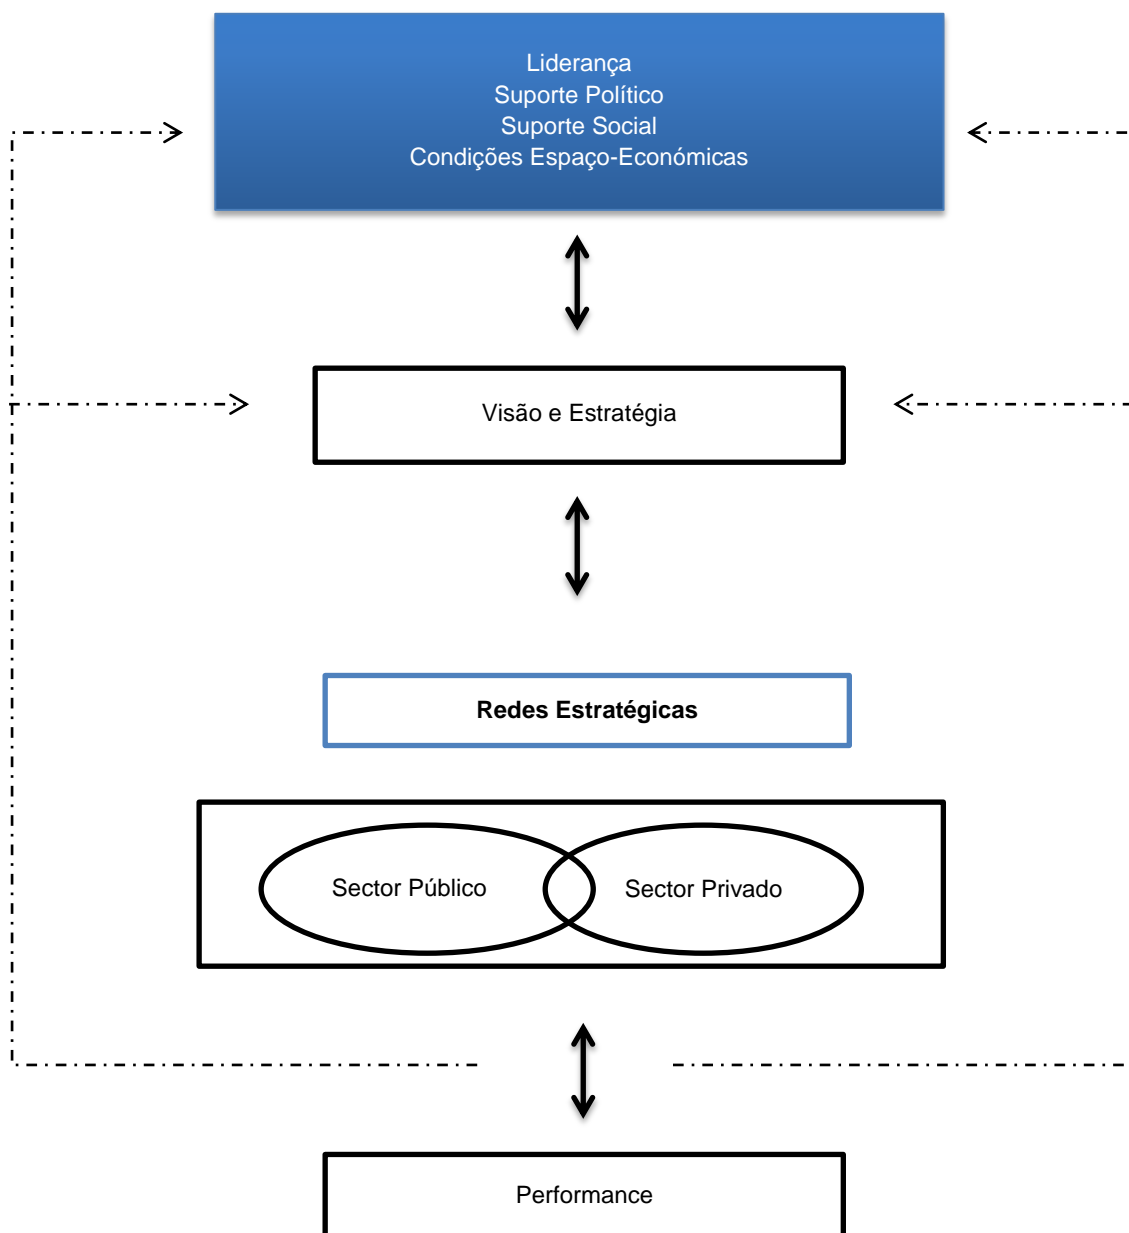 Liderança
Suporte Político
Suporte Social
Condições Espaço-Económicas
Visão e Estratégia
Redes Estratégicas
Sector Público
Sector Privado
Performance